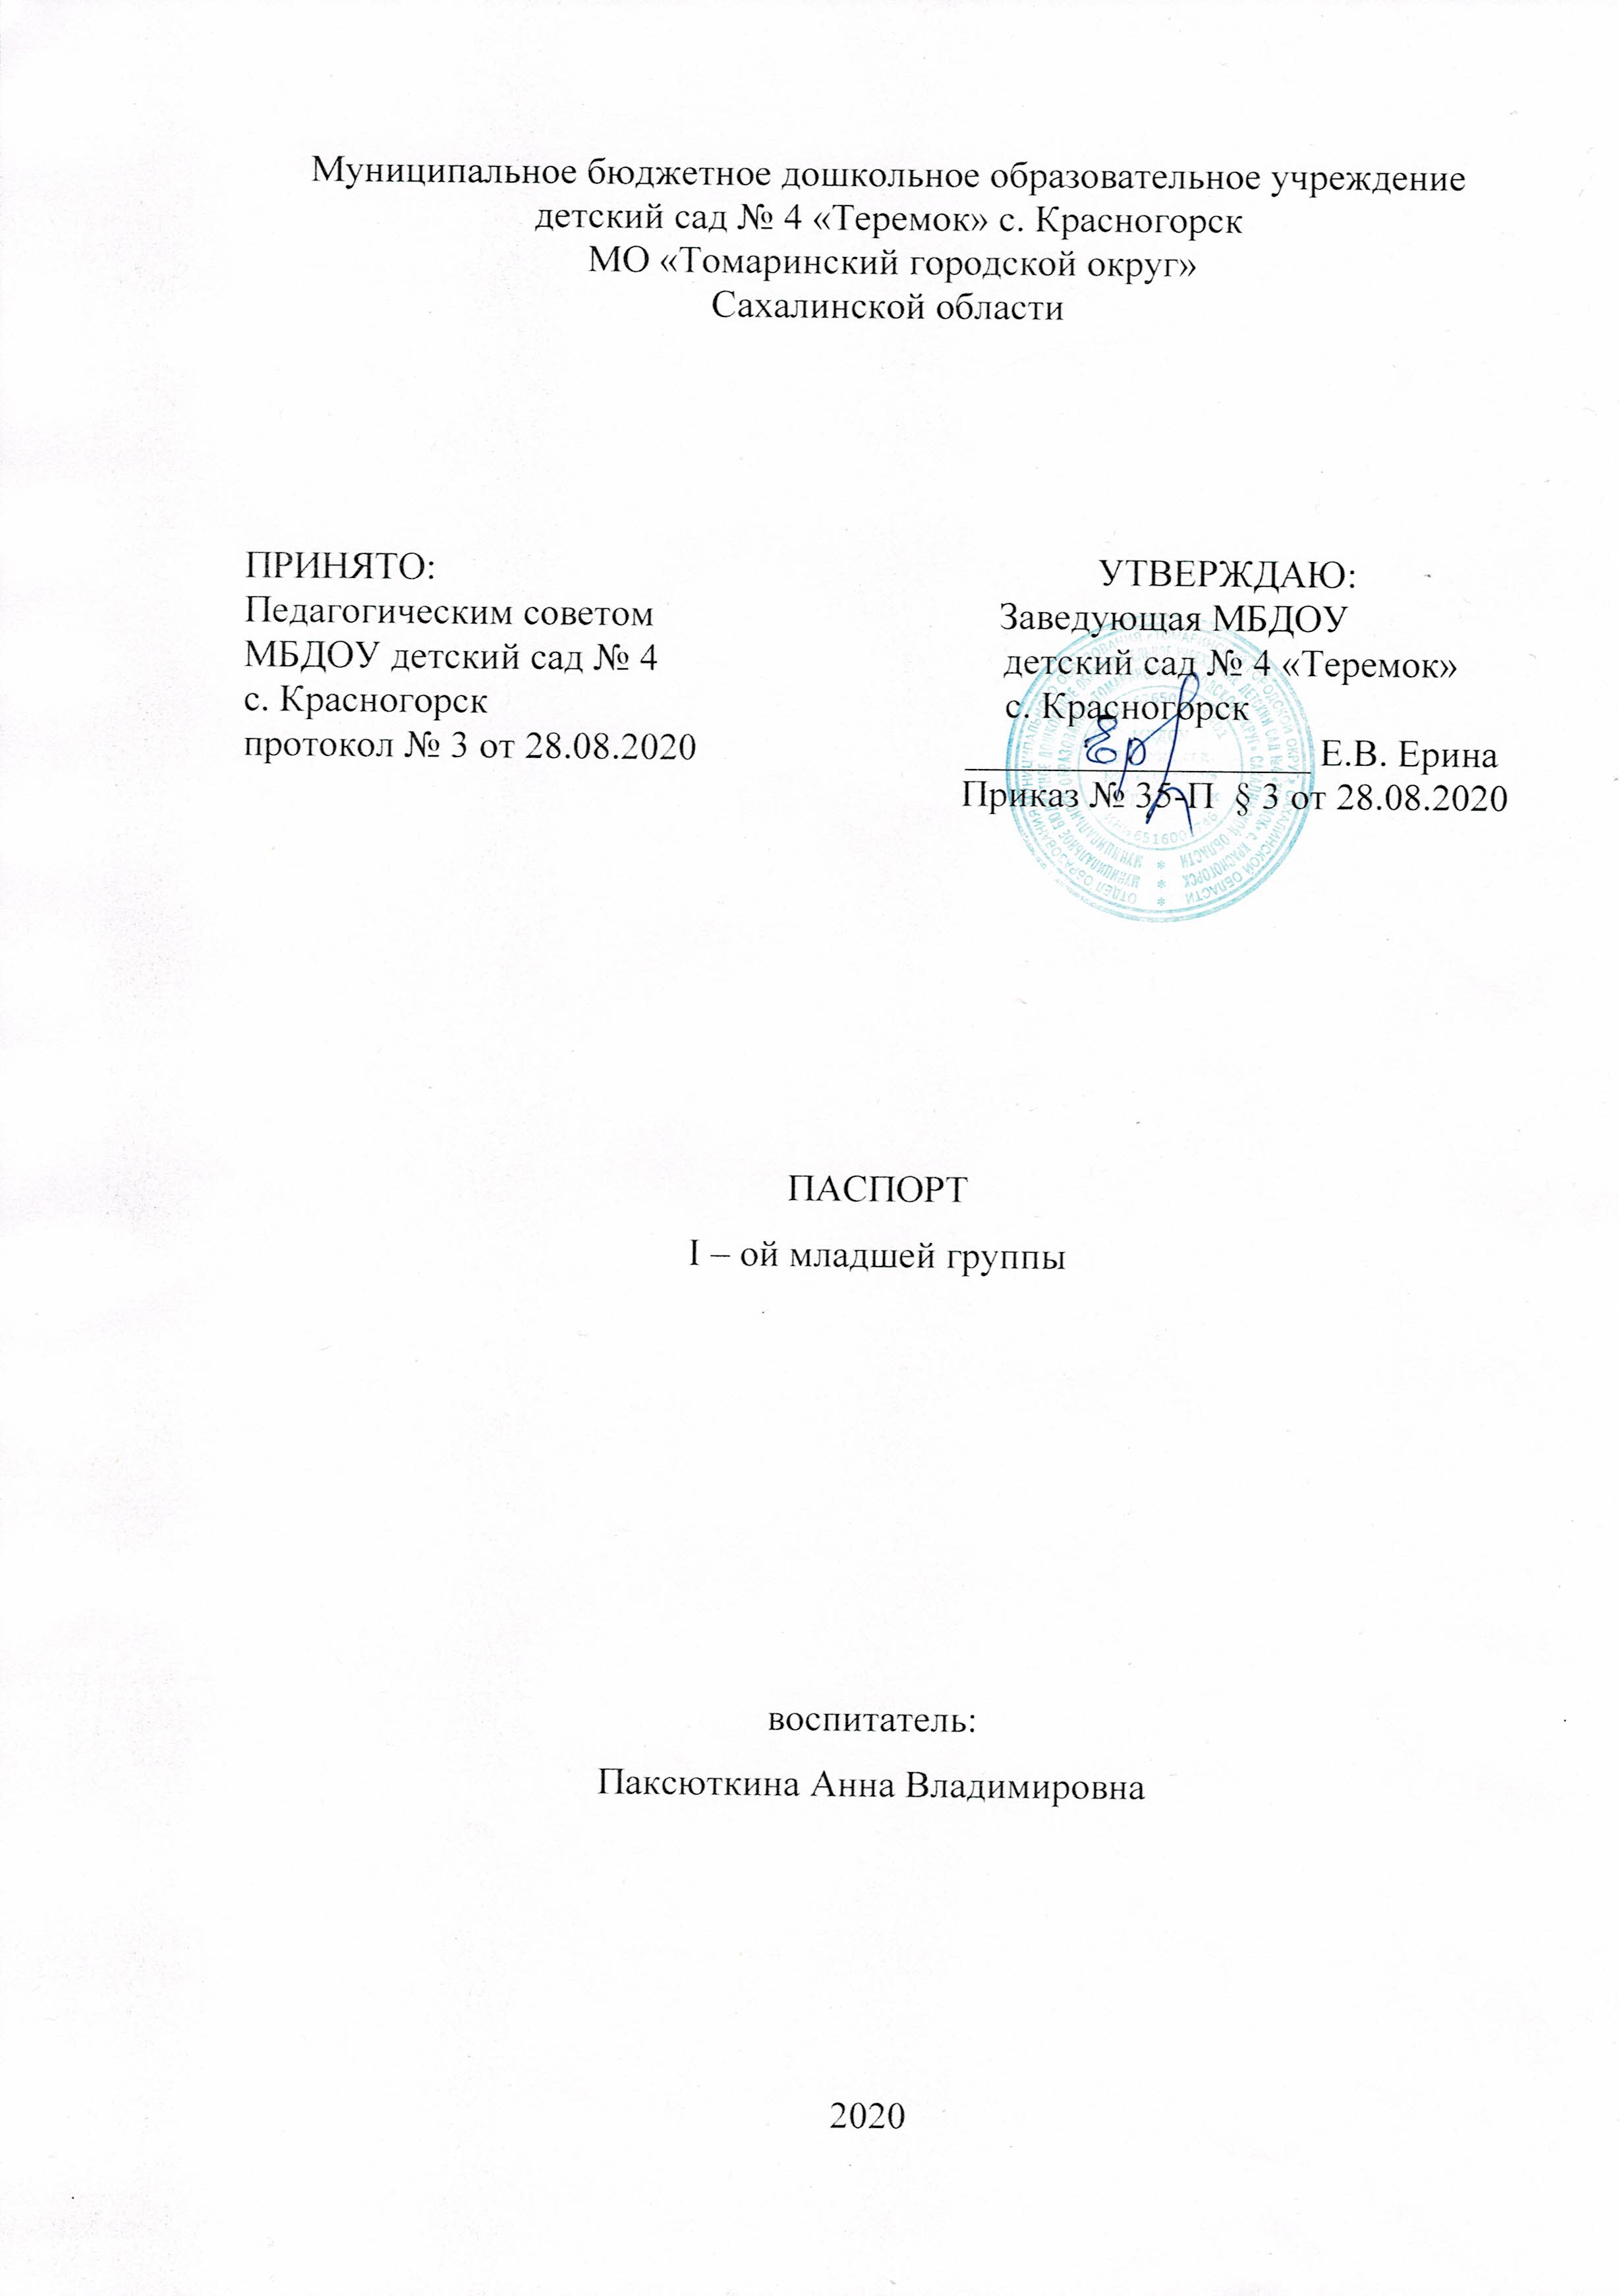 Муниципальное бюджетное дошкольное образовательное учреждение
детский сад № 4 «Теремок» с. Красногорск
МО «Томаринский городской округ»
Сахалинской области
ПРИНЯТО:
Педагогическим советом
МБДОУ детский сад № 4
с. Красногорск
протокол № 3 от 28.08.2020
УТВЕРЖДАЮ:
Заведующая МБДОУ
детский сад № 4 «Теремок»
с. Красногорск
Е.В. Ерина
Приказ № 35-П § 3 от 28.08.2020
ПАСПОРТ
I – ой младшей группы
воспитатель:
Паксюткина Анна Владимировна
2020